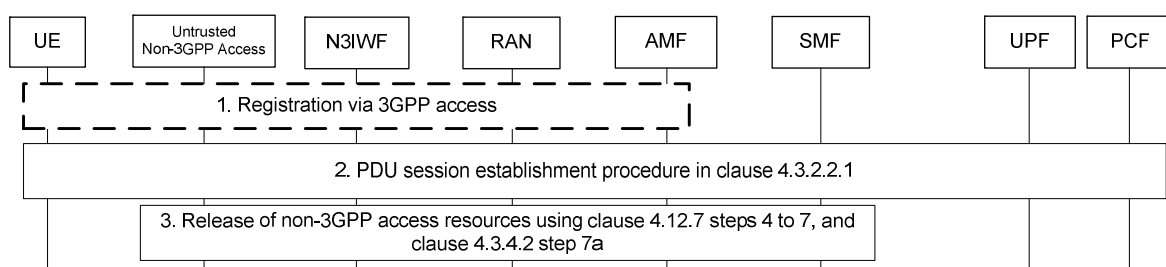 UE
Untrusted
Non-3GPP Access
N3IWF
RAN
AMF
SMF
UPF
PCF
1. Registration via 3GPP access
2. PDU session establishment procedure in clause 4.3.2.2.1
3. Release of non-3GPP access resources using clause 4.12.7 steps 4 to 7, and
clause 4.3.4.2 step 7a